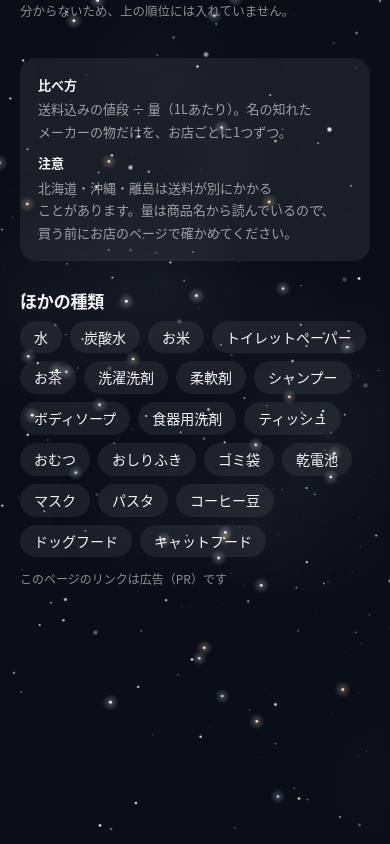 分からないため、上の順位には入れていません。
比べ方
送料込みの値段 ÷ 量（1Lあたり）。名の知れた
メーカーの物だけを、お店ごとに1つずつ。
注意
北海道・沖縄・離島は送料が別にかかる
ことがあります。量は商品名から読んでいるので、
買う前にお店のページで確かめてください。
ほかの種類
水 炭酸水 お米 トイレットペーパー
お茶 洗濯洗剤 柔軟剤 シャンプー
ボディソープ 食器用洗剤 ティッシュ
おむつ おしりふき ゴミ袋 乾電池
マスク パスタ コーヒー豆
ドッグフード キャットフード
このページのリンクは広告（PR）です